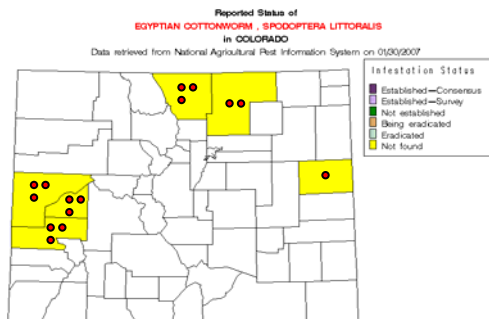 Reported Status of
EGYPTIAN COTTONWORM , SPODOPTERA LITTORALIS
in COLORADO
Data retrieved from National Agricultural Pest Information System on 01/30/2007
Infestation Status
Established—Consensus
Established—Survey
Not established
Being eradicated
Eradicated
Not found